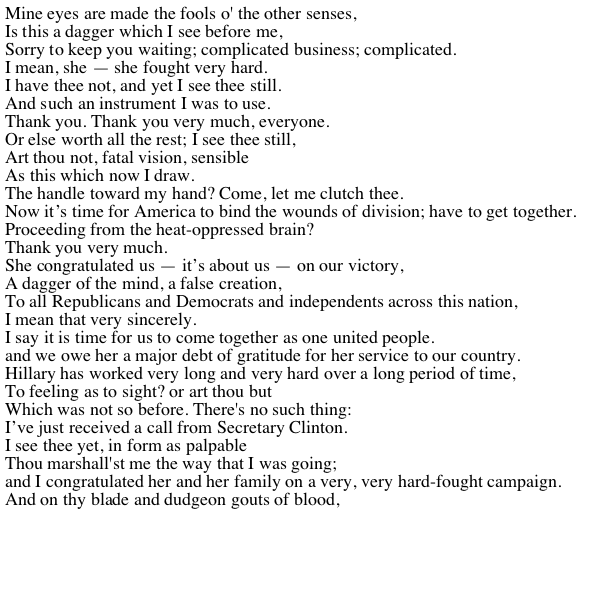 Mine eyes are made the fools o' the other senses,
Is this a dagger which I see before me,
Sorry to keep you waiting; complicated business; complicated.
I mean, she — she fought very hard.
I have thee not, and yet I see thee still.
And such an instrument I was to use.
Thank you. Thank you very much, everyone.
Or else worth all the rest; I see thee still,
Art thou not, fatal vision, sensible
As this which now I draw.
The handle toward my hand? Come, let me clutch thee.
Now it’s time for America to bind the wounds of division; have to get together.
Proceeding from the heat-oppressed brain?
Thank you very much.
She congratulated us — it’s about us — on our victory,
A dagger of the mind, a false creation,
To all Republicans and Democrats and independents across this nation,
I mean that very sincerely.
I say it is time for us to come together as one united people.
and we owe her a major debt of gratitude for her service to our country.
Hillary has worked very long and very hard over a long period of time,
To feeling as to sight? or art thou but
Which was not so before. There's no such thing:
I’ve just received a call from Secretary Clinton.
I see thee yet, in form as palpable
Thou marshall'st me the way that I was going;
and I congratulated her and her family on a very, very hard-fought campaign.
And on thy blade and dudgeon gouts of blood,